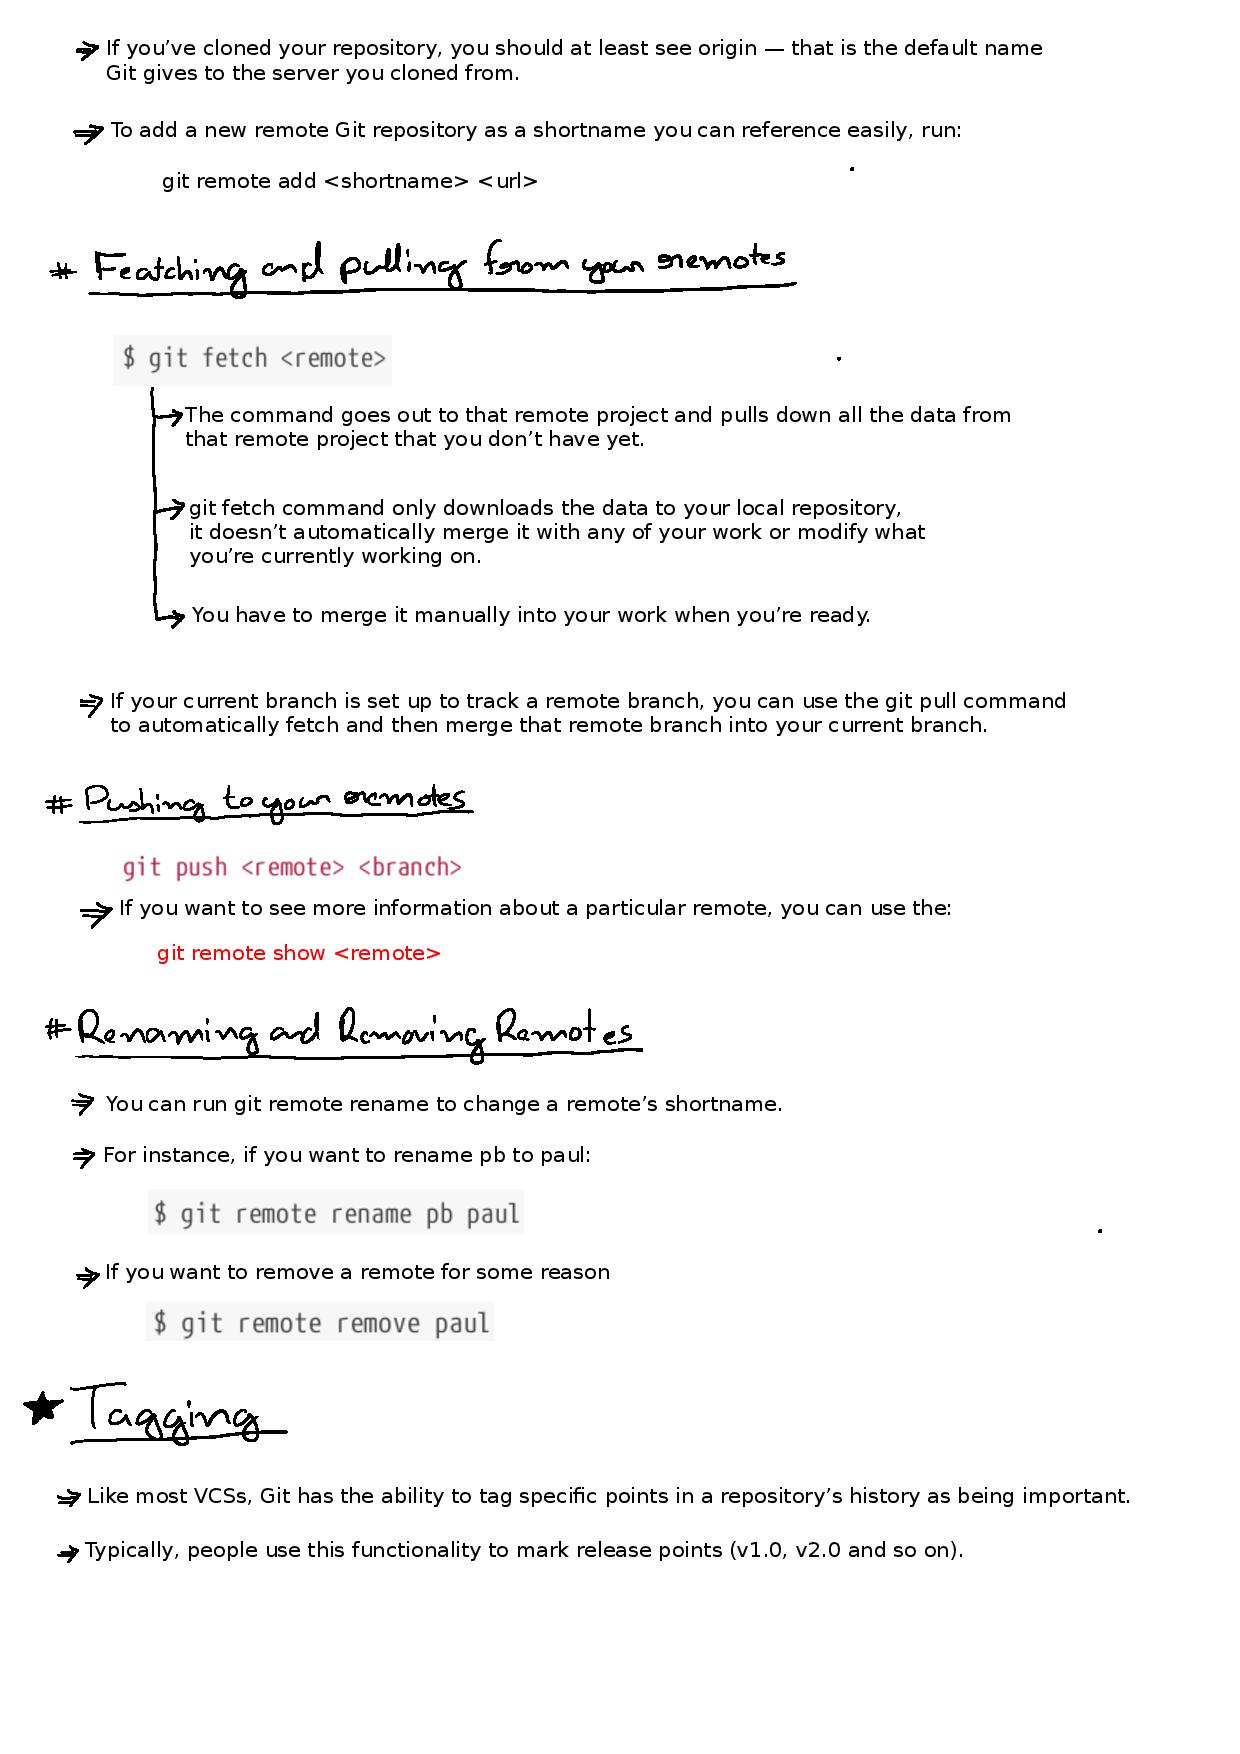 ⇒ If you’ve cloned your repository, you should at least see origin — that is the default name
Git gives to the server you cloned from.
⇒ To add a new remote Git repository as a shortname you can reference easily, run:
git remote add <shortname> <url>
# Featching and pulling from your remotes
$ git fetch <remote>
→ The command goes out to that remote project and pulls down all the data from
that remote project that you don’t have yet.
→ git fetch command only downloads the data to your local repository,
it doesn’t automatically merge it with any of your work or modify what
you’re currently working on.
→ You have to merge it manually into your work when you’re ready.
⇒ If your current branch is set up to track a remote branch, you can use the git pull command
to automatically fetch and then merge that remote branch into your current branch.
# Pushing to your remotes
git push <remote> <branch>
⇒ If you want to see more information about a particular remote, you can use the:
git remote show <remote>
# Renaming and Removing Remotes
⇒ You can run git remote rename to change a remote’s shortname.
⇒ For instance, if you want to rename pb to paul:
$ git remote rename pb paul
⇒ If you want to remove a remote for some reason
$ git remote remove paul
★ Tagging
⇒ Like most VCSs, Git has the ability to tag specific points in a repository’s history as being important.
⇒ Typically, people use this functionality to mark release points (v1.0, v2.0 and so on).